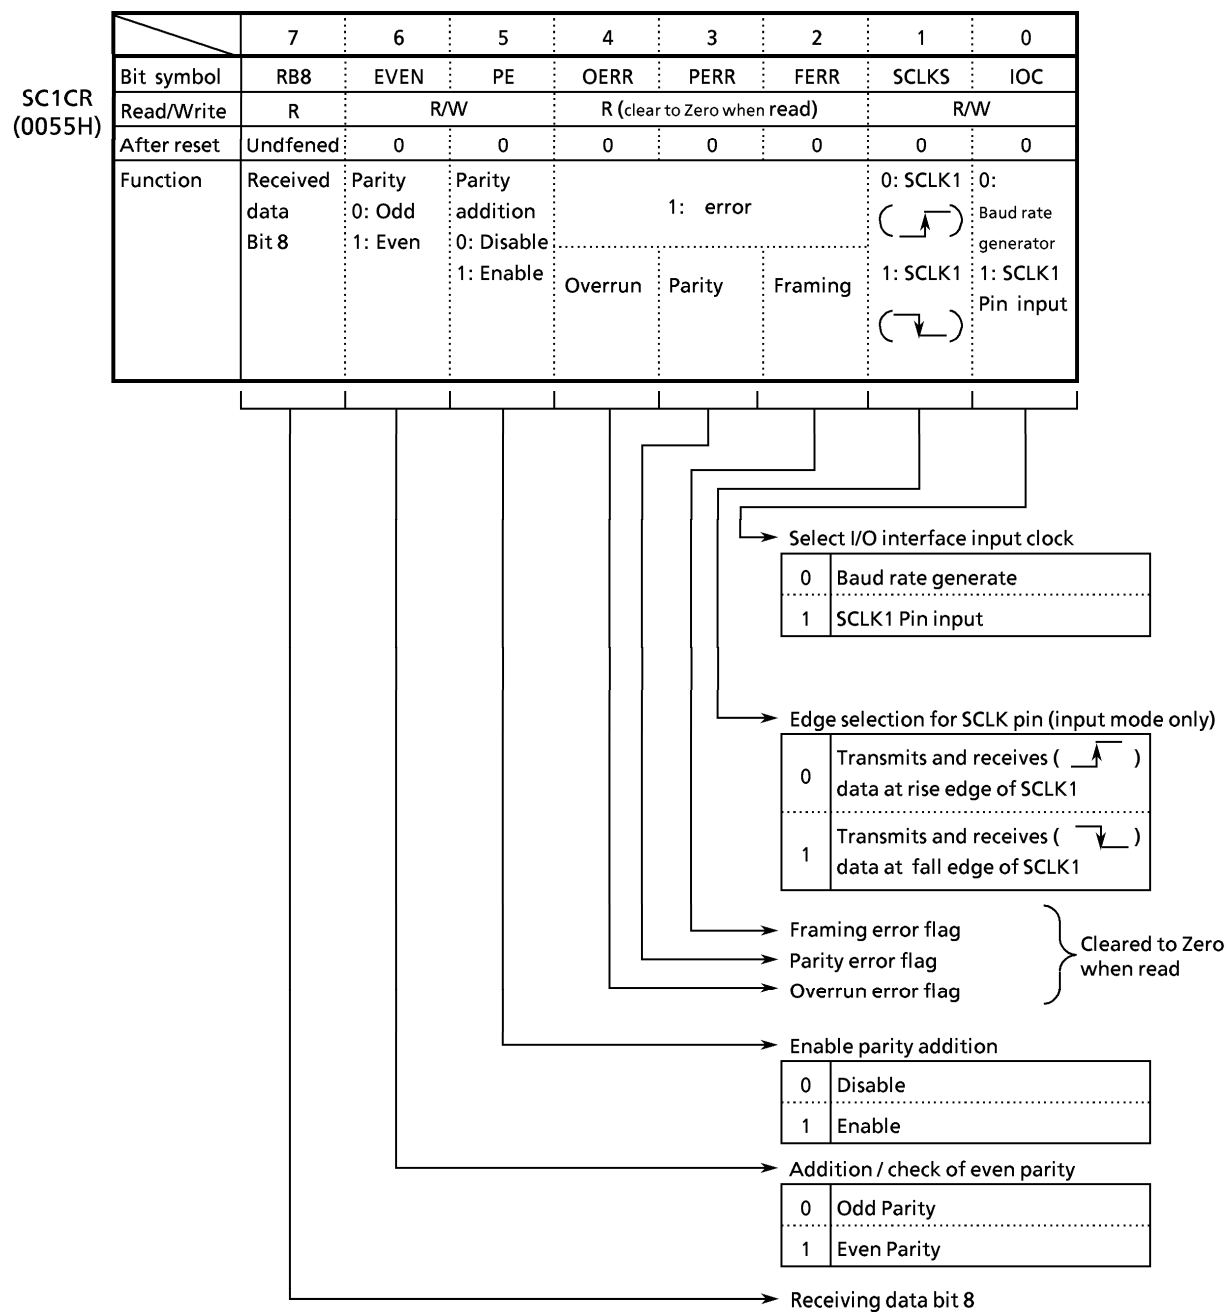 7 6 5 4 3 2 1 0
Bit symbol RB8 EVEN PE OERR PERR FERR SCLKS IOC
SC1CR
(0055H)
Read/Write R R/W R (clear to Zero when read) R/W
After reset Undfened 0 0 0 0 0 0 0
Function
Received
data
Bit 8
Parity
0: Odd
1: Even
Parity
addition
0: Disable
1: Enable
1: error
Overrun
Parity
Framing
0: SCLK1
( )
1: SCLK1
( )
0:
Baud rate
generator
1: SCLK1
Pin input
Select I/O interface input clock
0 Baud rate generate
1 SCLK1 Pin input
Edge selection for SCLK pin (input mode only)
0 Transmits and receives ( )
data at rise edge of SCLK1
1 Transmits and receives ( )
data at fall edge of SCLK1
Framing error flag
Parity error flag
Overrun error flag
Cleared to Zero
when read
Enable parity addition
0 Disable
1 Enable
Addition / check of even parity
0 Odd Parity
1 Even Parity
Receiving data bit 8